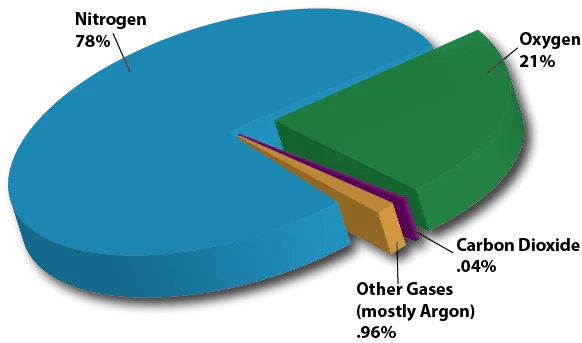 Nitrogen
78%
Oxygen
21%
Carbon Dioxide
.04%
Other Gases
(mostly Argon)
.96%